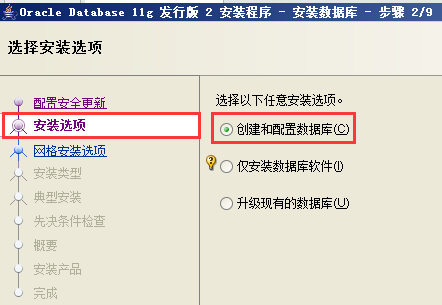 Oracle Database 11g 发行版 2 安装程序 - 安装数据库 - 步骤 2/9
选择安装选项
配置安全更新
安装选项
网格安装选项
安装类型
典型安装
先决条件检查
概要
安装产品
完成
选择以下任意安装选项。
创建和配置数据库(C)
仅安装数据库软件(I)
升级现有的数据库(U)